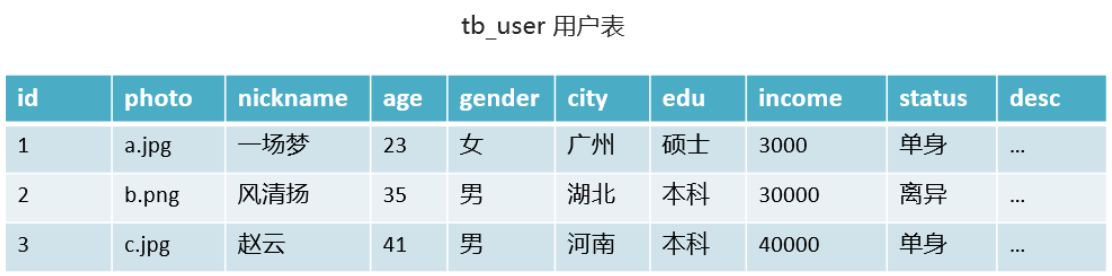 tb_user 用户表
id photo nickname age gender city edu income status desc
1 a.jpg 一场梦 23 女 广州 硕士 3000 单身 ...
2 b.png 风清扬 35 男 湖北 本科 30000 离异 ...
3 c.jpg 赵云 41 男 河南 本科 40000 单身 ...